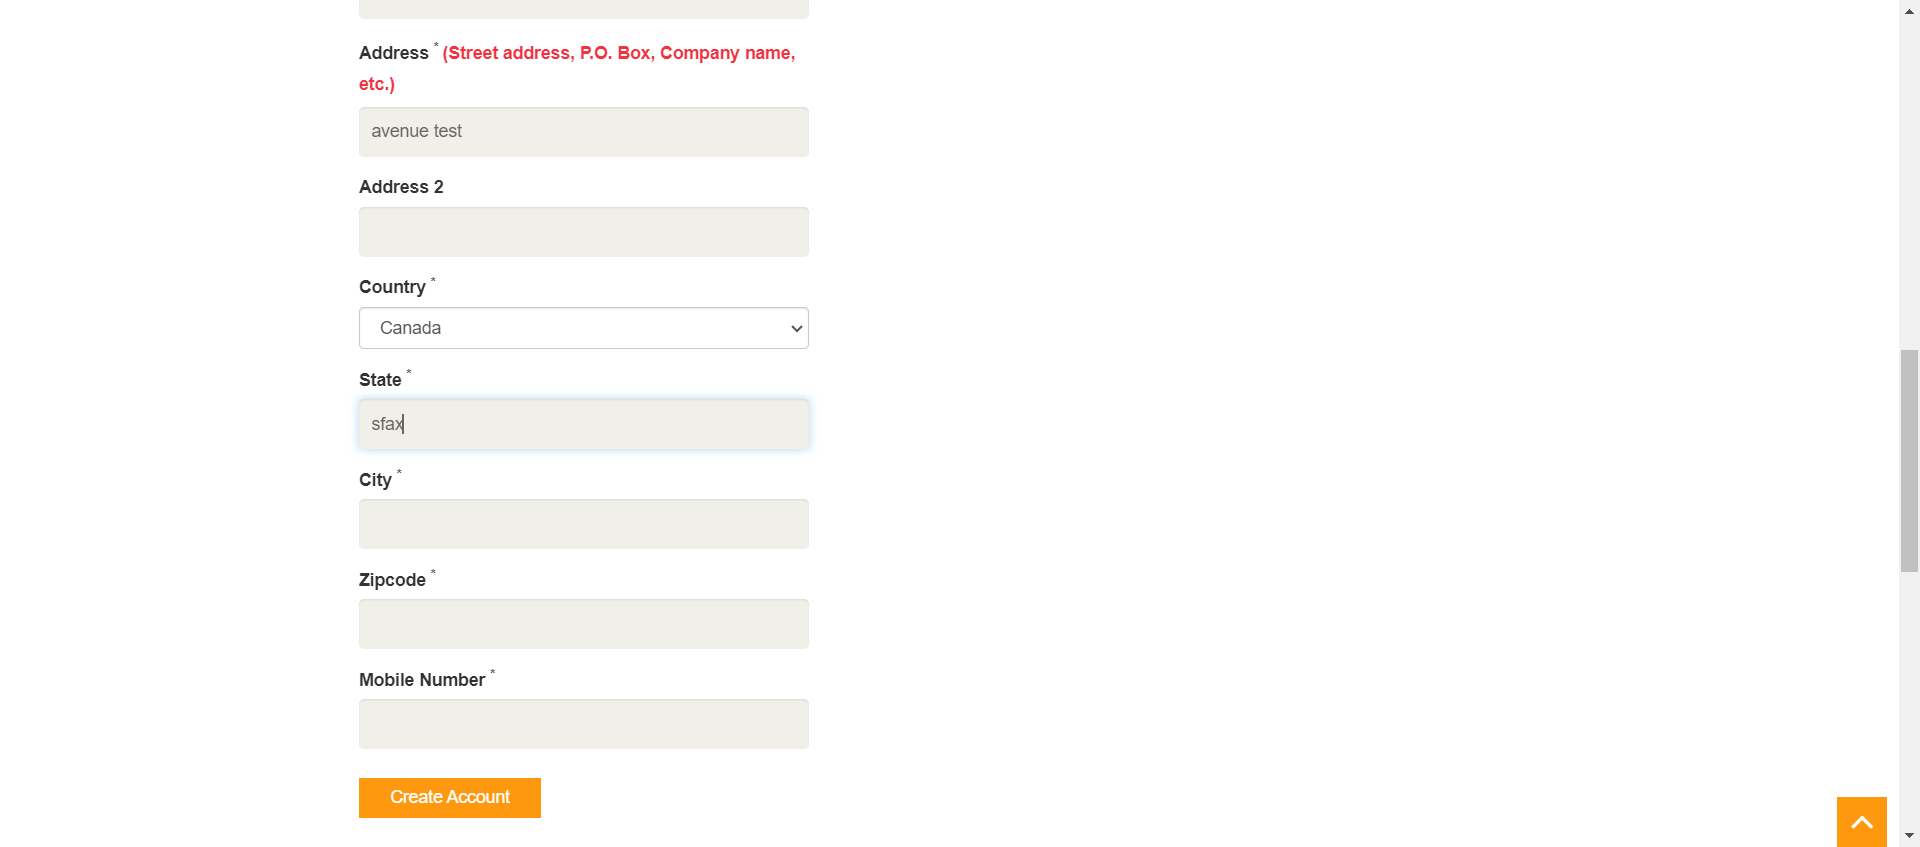 Address * (Street address, P.O. Box, Company name,
etc.)
avenue test
Address 2
Country *
Canada
State *
sfax
City *
Zipcode *
Mobile Number *
Create Account